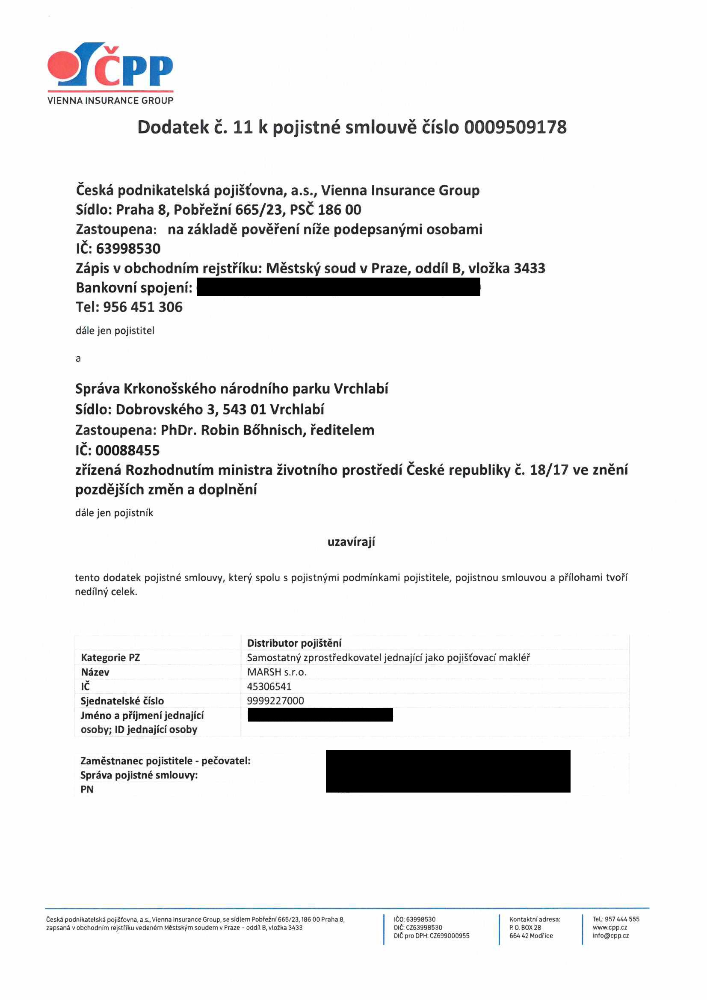 ČPP
VIENNA INSURANCE GROUP
Dodatek č. 11 k pojistné smlouvě číslo 0009509178
Česká podnikatelská pojišťovna, a.s., Vienna Insurance Group
Sídlo: Praha 8, Pobřežní 665/23, PSČ 186 00
Zastoupena: na základě pověření níže podepsanými osobami
IČ: 63998530
Zápis v obchodním rejstříku: Městský soud v Praze, oddíl B, vložka 3433
Bankovní spojení:
Tel: 956 451 306
dále jen pojistitel
a
Správa Krkonošského národního parku Vrchlabí
Sídlo: Dobrovského 3, 543 01 Vrchlabí
Zastoupena: PhDr. Robin Bőhnisch, ředitelem
IČ: 00088455
zřízená Rozhodnutím ministra životního prostředí České republiky č. 18/17 ve znění
pozdějších změn a doplnění
dále jen pojistník
uzavírají
tento dodatek pojistné smlouvy, který spolu s pojistnými podmínkami pojistitele, pojistnou smlouvou a přílohami tvoří
nedílný celek.
Distributor pojištění
Kategorie PZ Samostatný zprostředkovatel jednající jako pojišťovací makléř
Název MARSH s.r.o.
IČ 45306541
Sjednatelské číslo 9999227000
Jméno a příjmení jednající
osoby; ID jednající osoby
Zaměstnanec pojistitele - pečovatel:
Správa pojistné smlouvy:
PN
Česká podnikatelská pojišťovna, a.s., Vienna Insurance Group, se sídlem Pobřežní 665/23, 186 00 Praha 8,
zapsaná v obchodním rejstříku vedeném Městským soudem v Praze – oddíl B, vložka 3433
IČO: 63998530
DIČ: CZ63998530
DIČ pro DPH: CZ699000955
Kontaktní adresa:
P. O. BOX 28
664 42 Modřice
Tel.: 957 444 555
www.cpp.cz
info@cpp.cz